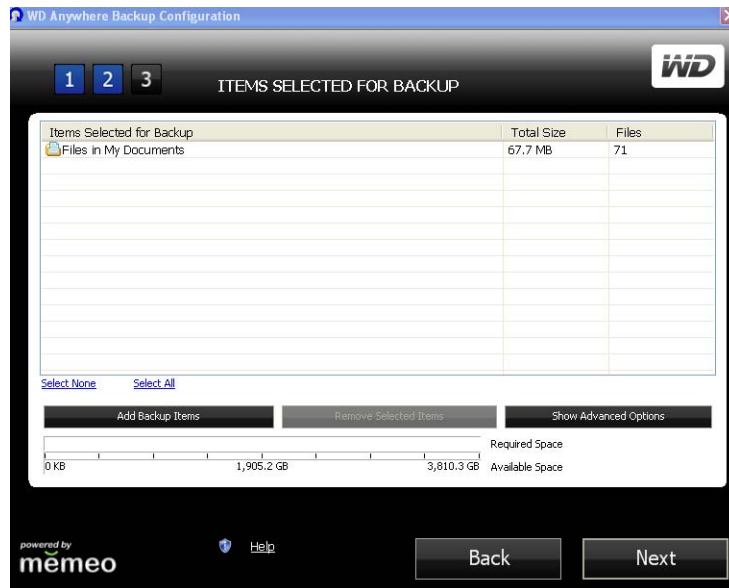 WD Anywhere Backup Configuration
1 2 3 ITEMS SELECTED FOR BACKUP WD
Items Selected for Backup Total Size Files
Files in My Documents 67.7 MB 71
Select None Select All
Add Backup Items Remove Selected Items Show Advanced Options
Required Space
0 KB 1,905.2 GB 3,810.3 GB Available Space
powered by
memeo Help Back Next